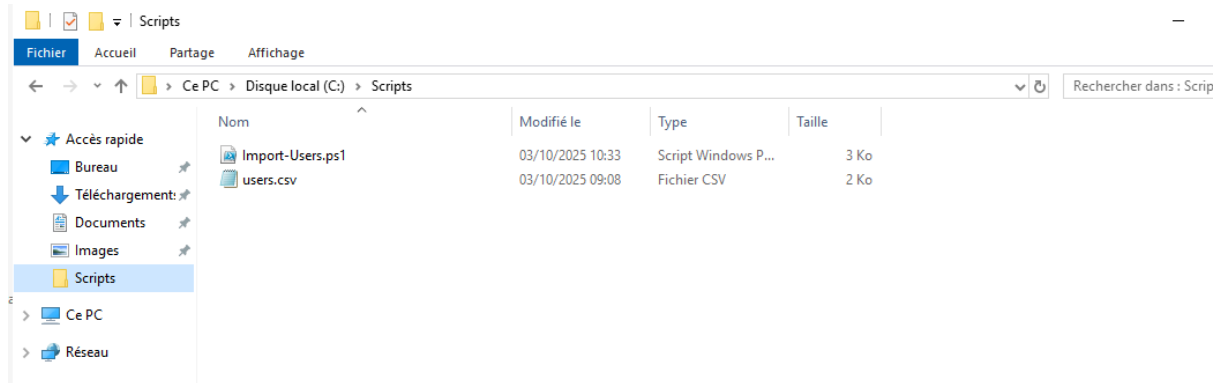 Scripts
Fichier Accueil Partage Affichage
Ce PC Disque local (C:) Scripts
Rechercher dans : Scrip
Nom Modifié le Type Taille
Accès rapide
Import-Users.ps1 03/10/2025 10:33 Script Windows P... 3 Ko
Bureau
users.csv 03/10/2025 09:08 Fichier CSV 2 Ko
Téléchargement:
Documents
Images
Scripts
Ce PC
Réseau